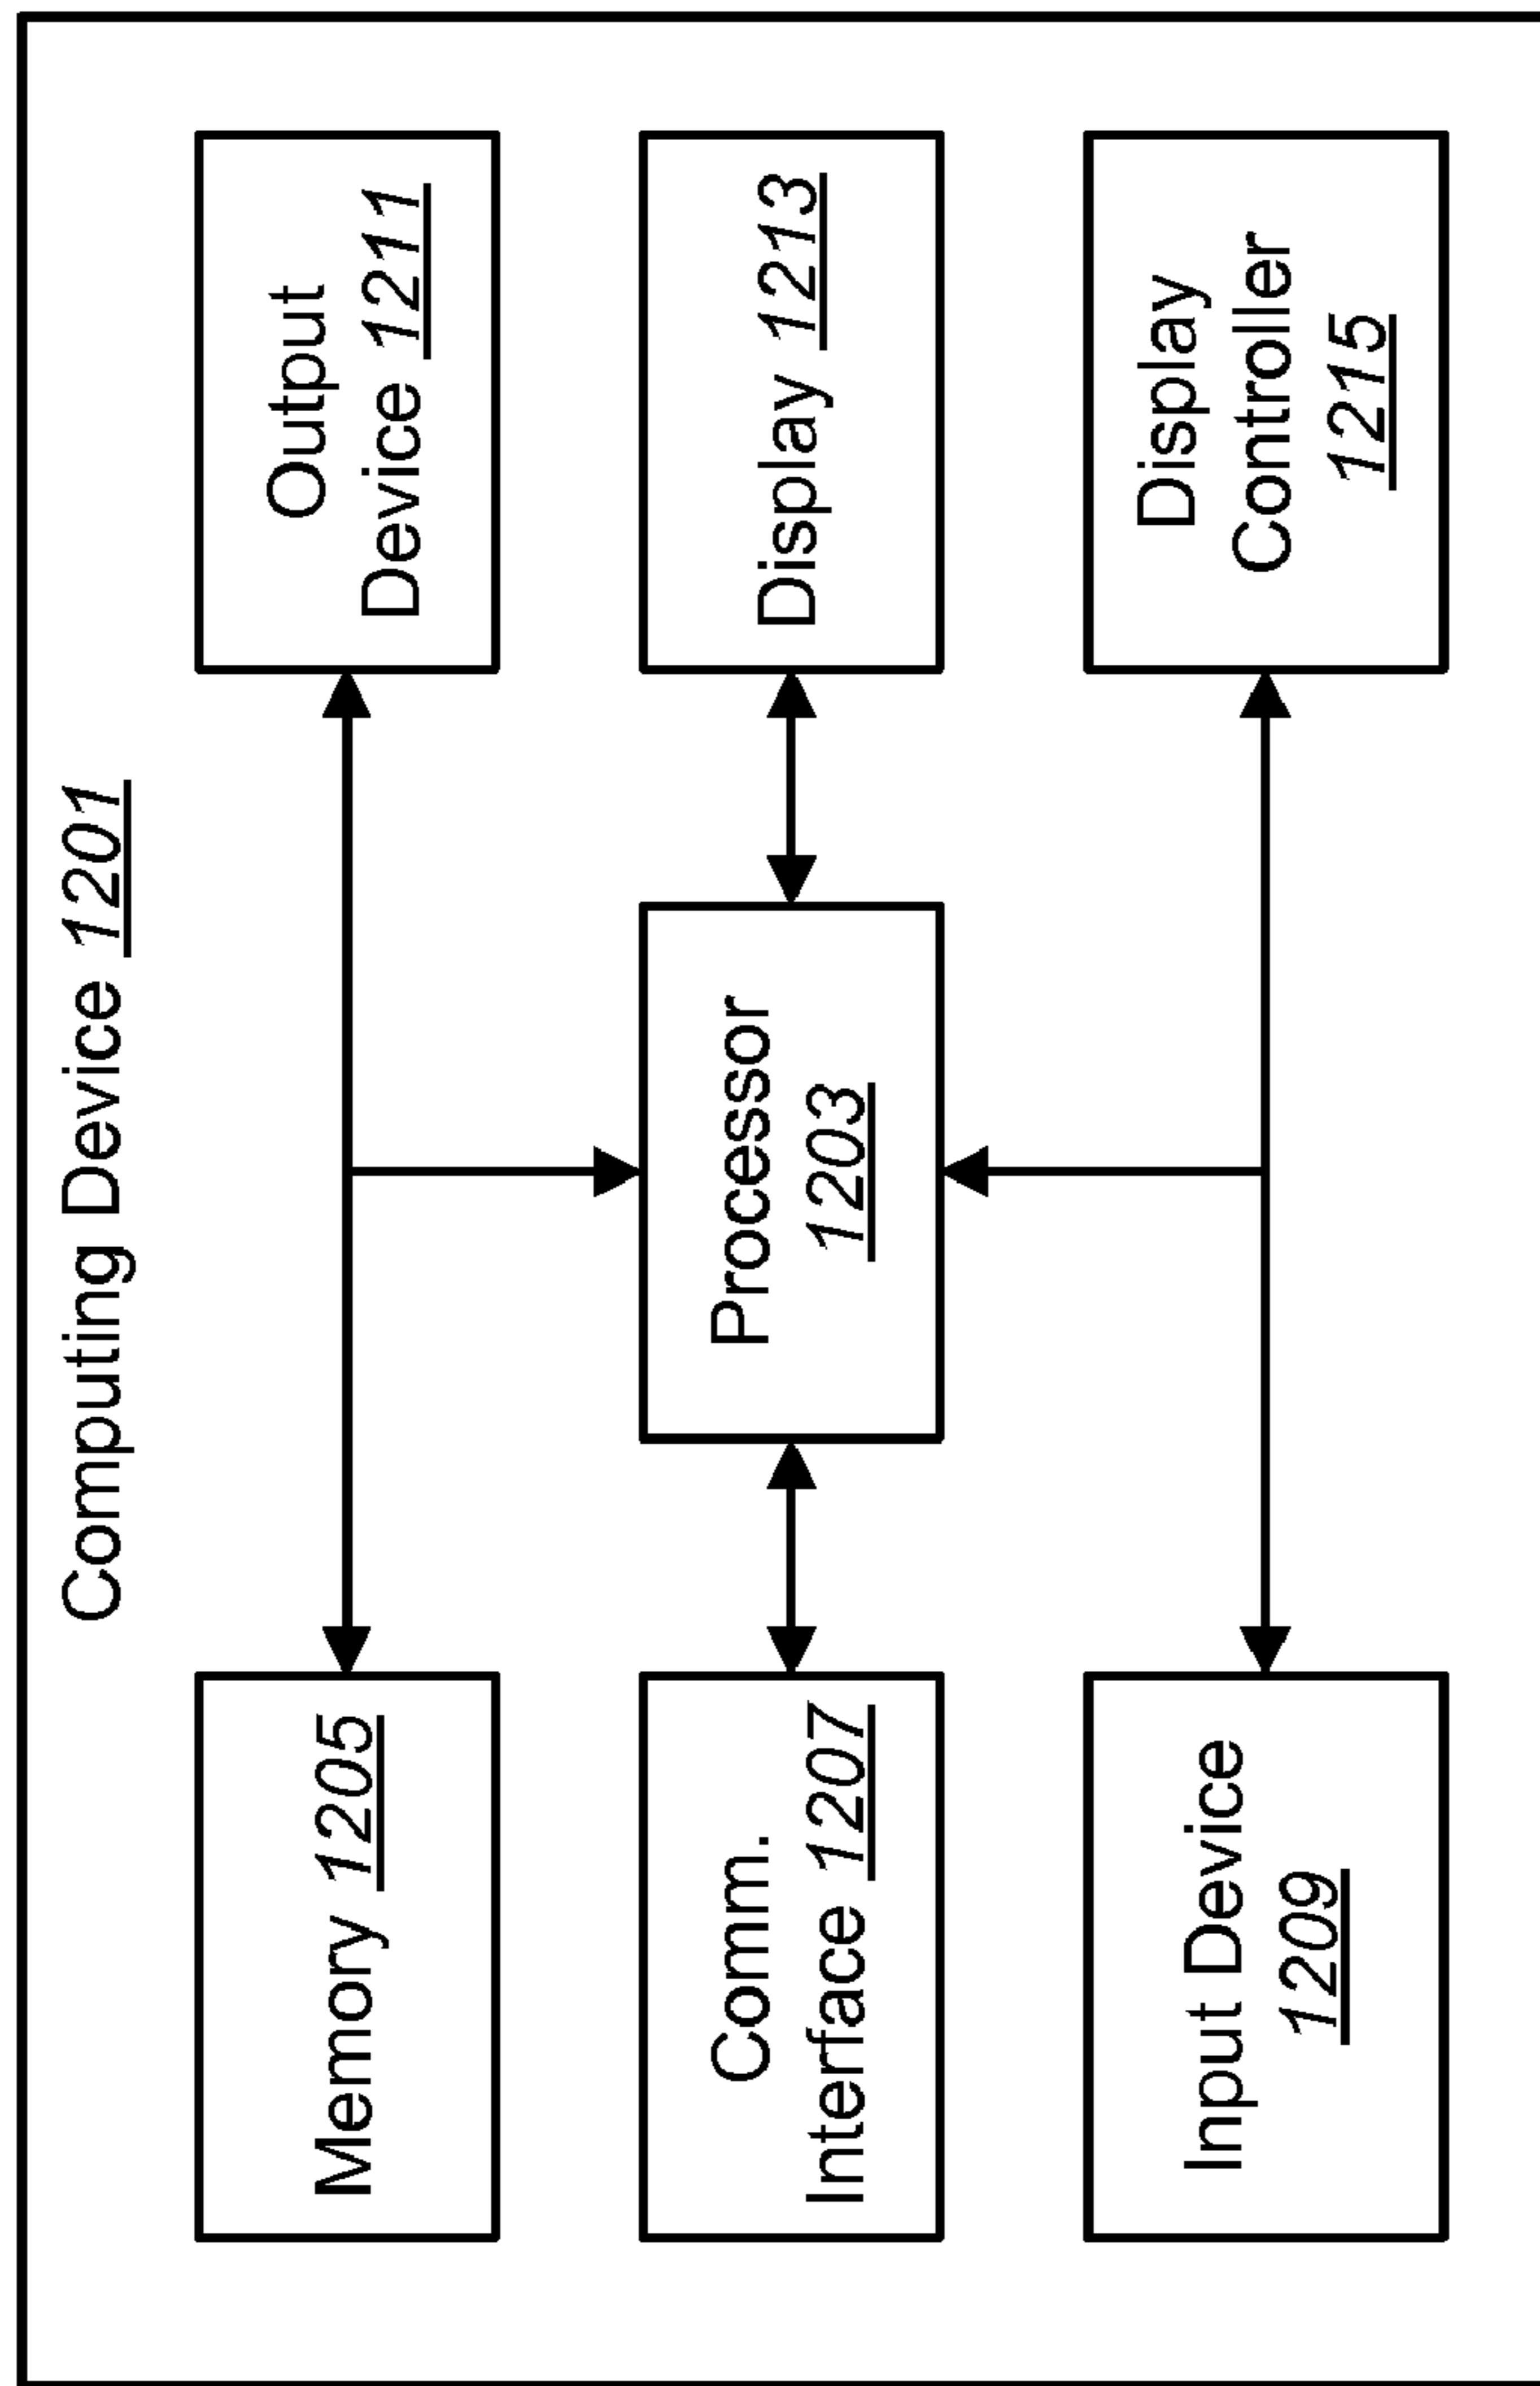 Computing Device 1201
Memory 1205
Output
Device 1211
Comm.
Interface 1207
Processor
1203
Display 1213
Input Device
1209
Display
Controller
1215